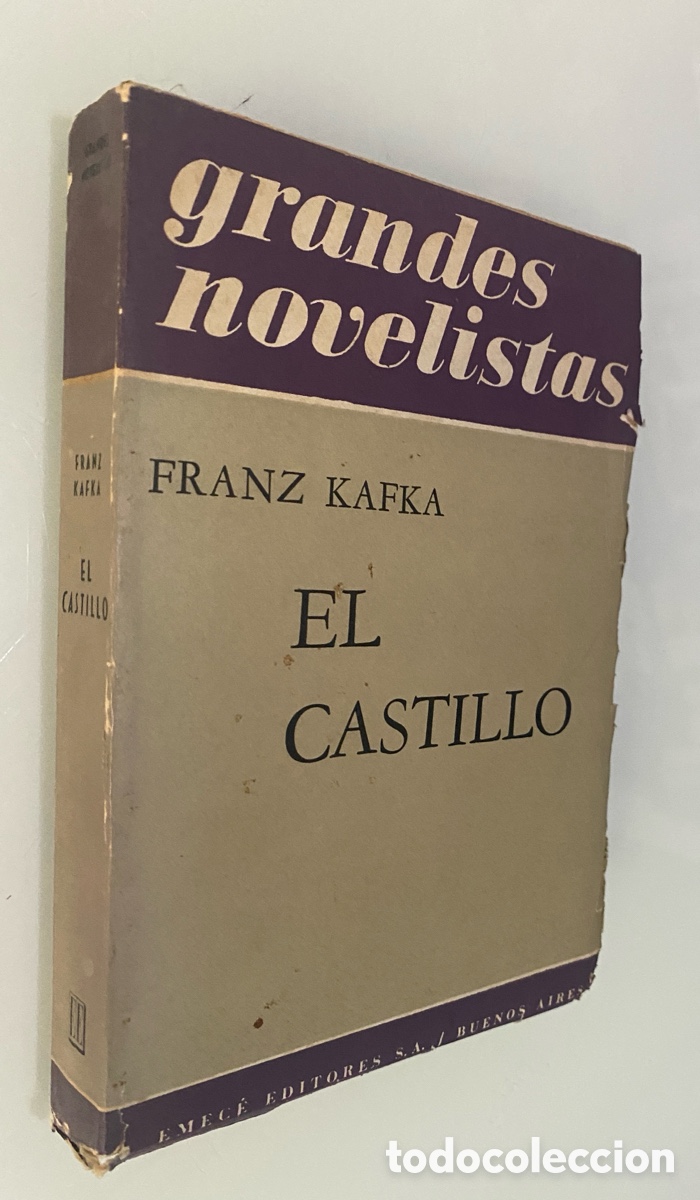 grandes
novelistas
FRANZ KAFKA
EL
CASTILLO
EMECÉ EDITORES S.A. / BUENOS AIRES
FRANZ
KAFKA
EL
CASTILLO
todocoleccion